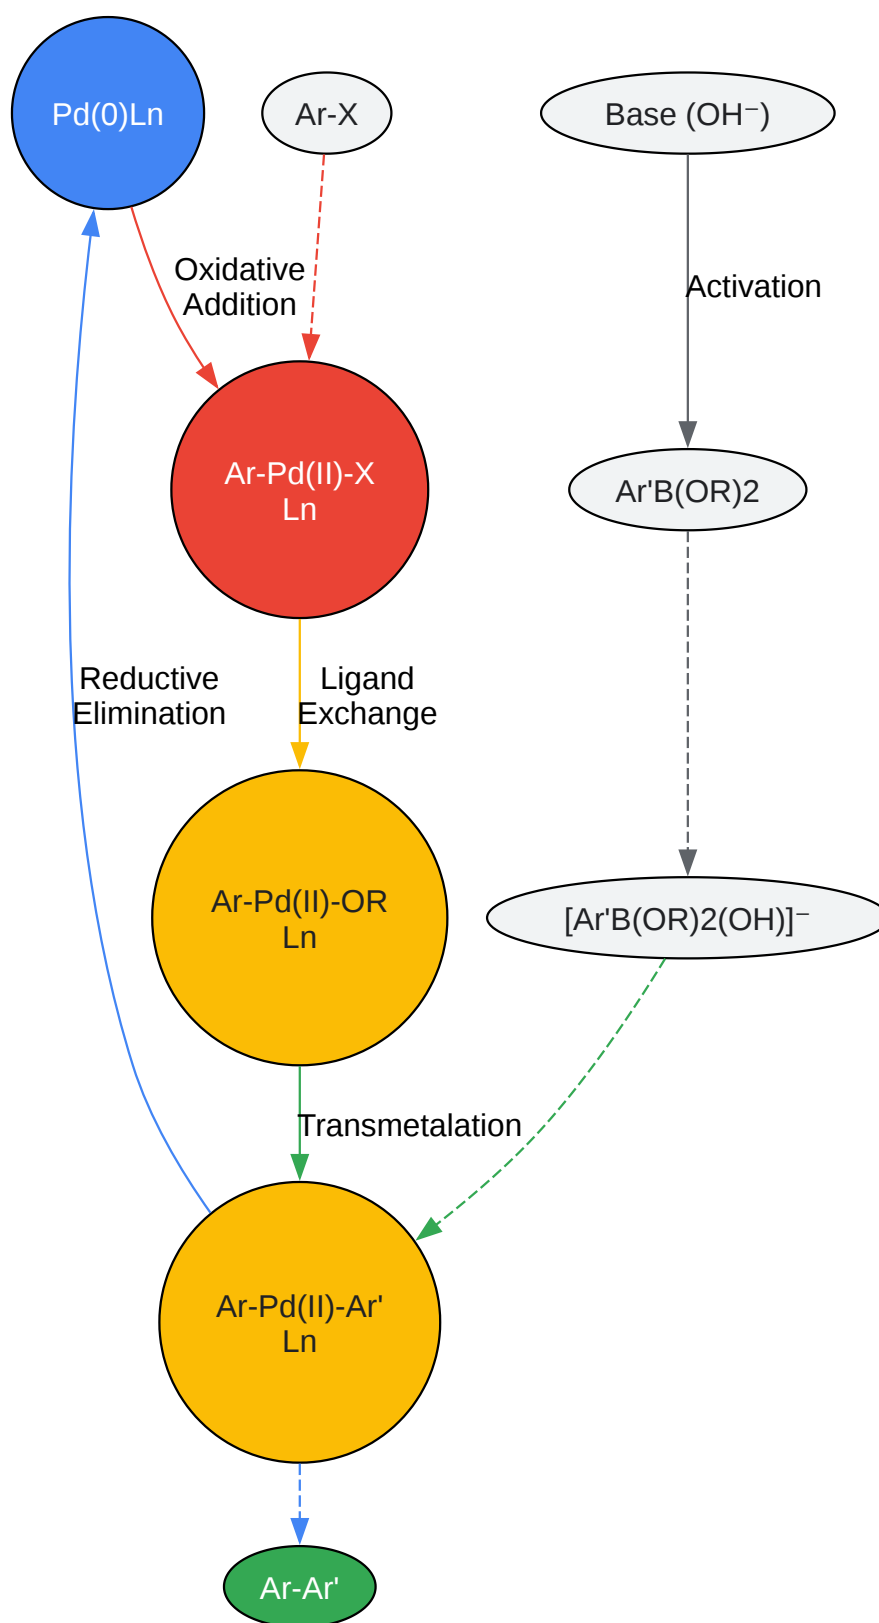 Pd(0)Ln
Ar-X
Base (OH⁻)
Oxidative
Addition
Activation
Ar-Pd(II)-X
Ln
Ar'B(OR)2
Reductive
Elimination
Ligand
Exchange
Ar-Pd(II)-OR
Ln
[Ar'B(OR)2(OH)]⁻
Transmetalation
Ar-Pd(II)-Ar'
Ln
Ar-Ar'